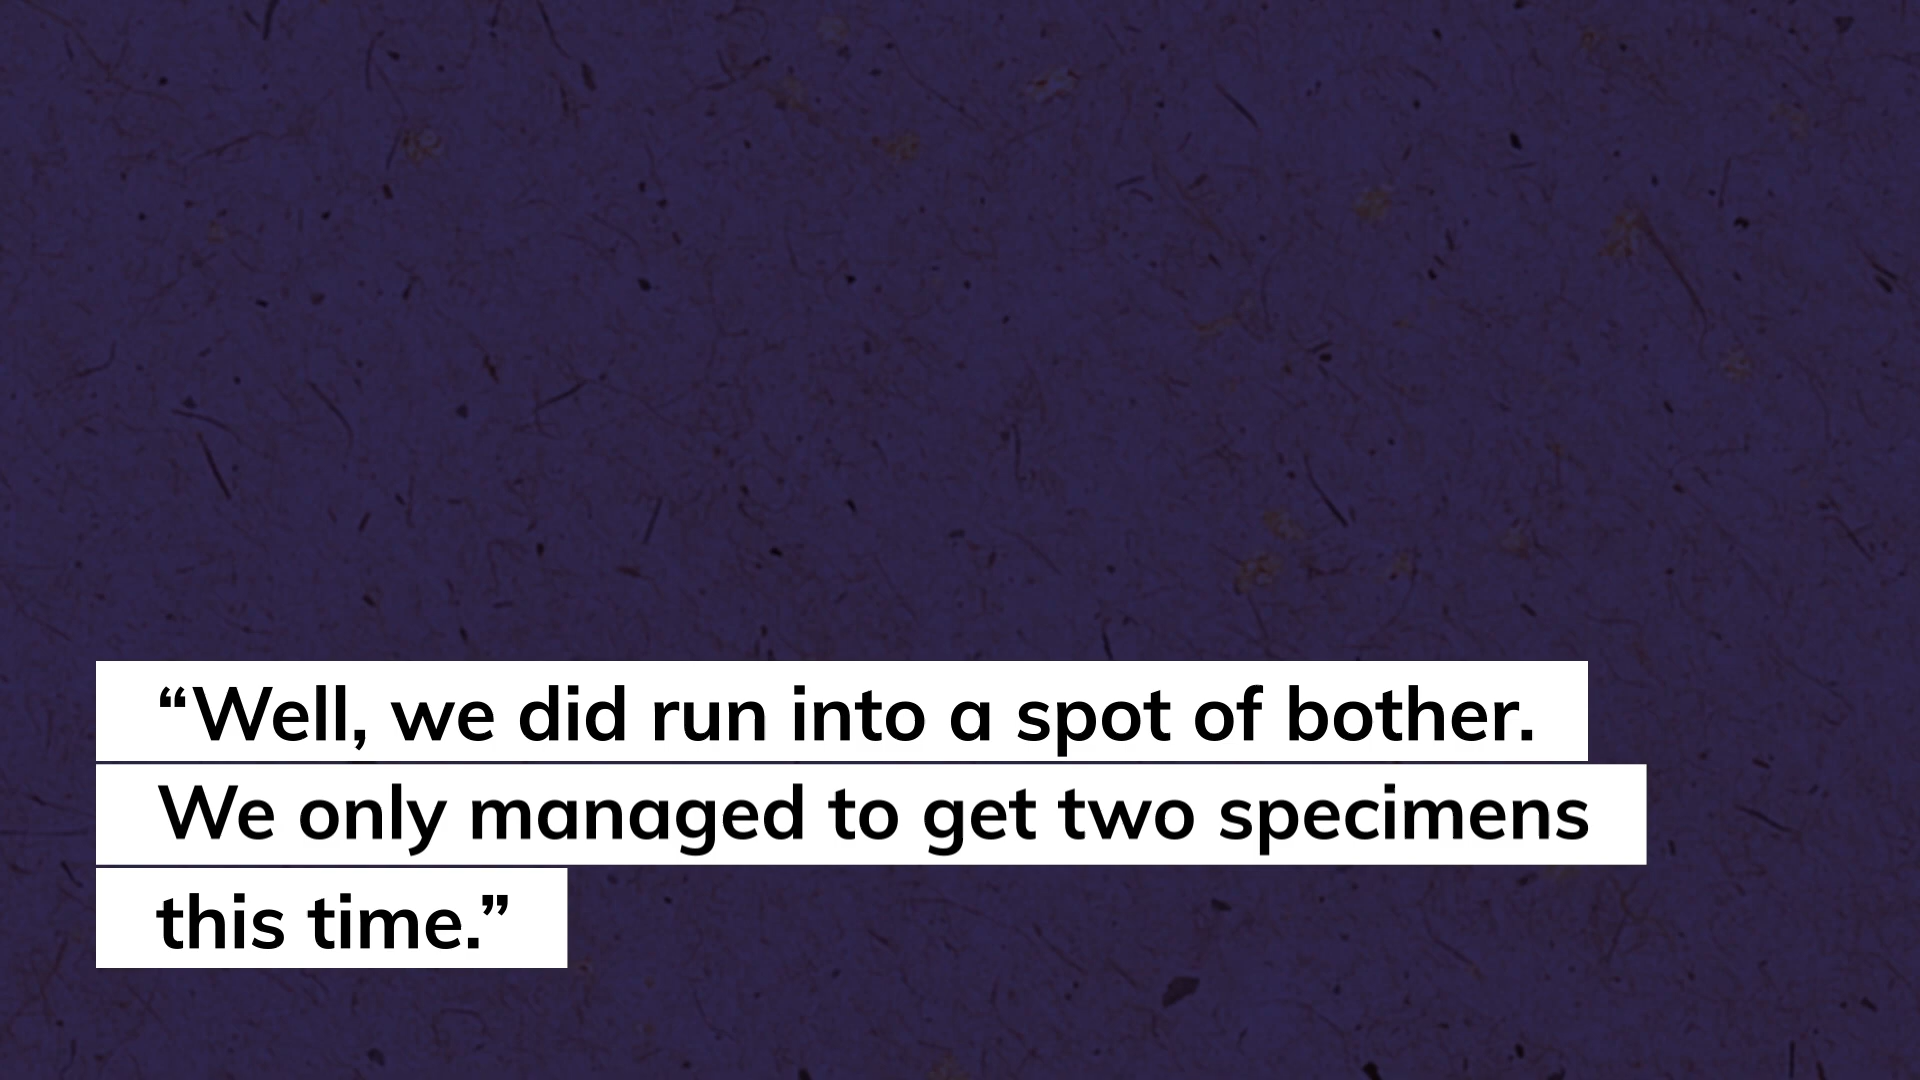 “Well, we did run into a spot of bother.
We only managed to get two specimens
this time.”